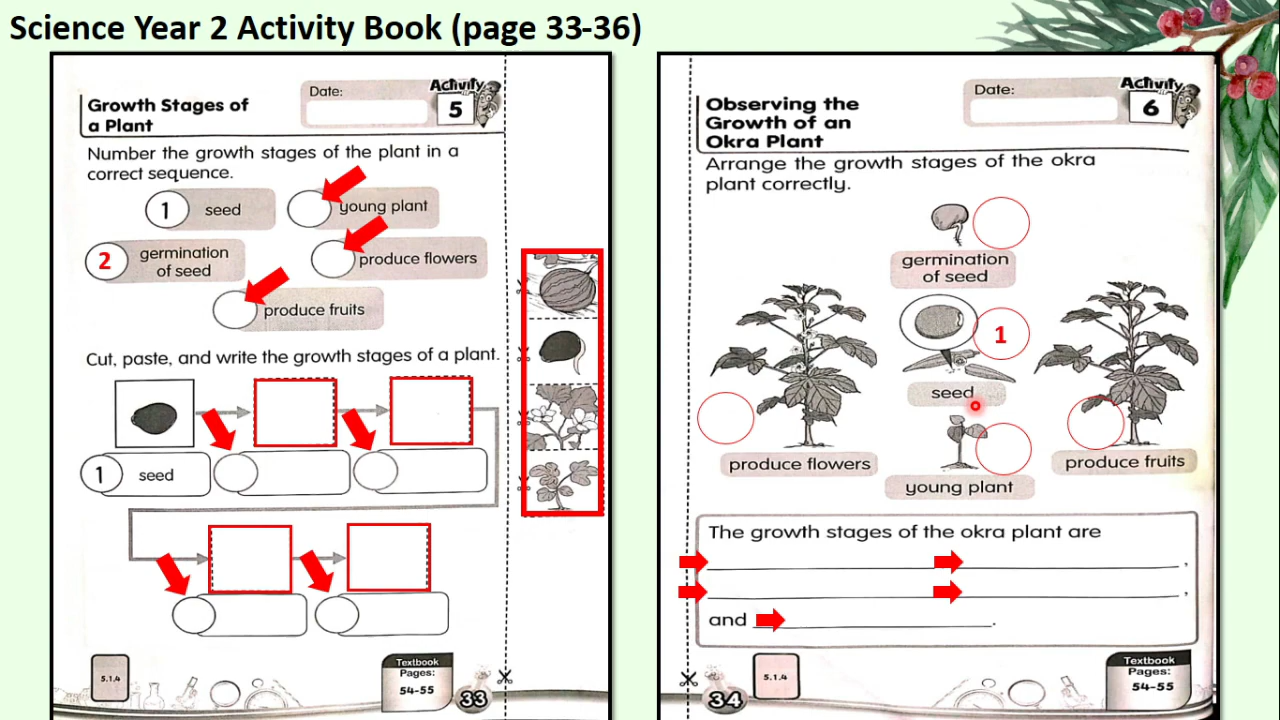 Science Year 2 Activity Book (page 33-36)
Growth Stages of
a Plant
Date:
Activity
5
Number the growth stages of the plant in a
correct sequence.
1 seed
young plant
2 germination
of seed
produce flowers
produce fruits
Cut, paste, and write the growth stages of a plant.
1 seed
5.1.4
Textbook
Pages:
54-55
33
Observing the
Growth of an
Okra Plant
Date:
Activity
6
Arrange the growth stages of the okra
plant correctly.
germination
of seed
1
seed
produce flowers
young plant
produce fruits
The growth stages of the okra plant are
,
,
and .
34
5.1.4
Textbook
Pages:
54-55